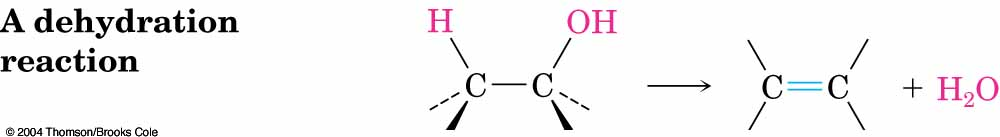 A dehydration
reaction
H OH
C C C C + H₂O
© 2004 Thomson/Brooks Cole